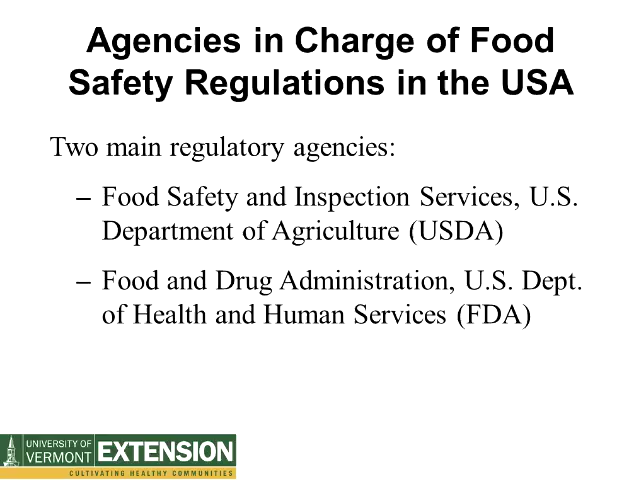 Agencies in Charge of Food
Safety Regulations in the USA
Two main regulatory agencies:
– Food Safety and Inspection Services, U.S.
Department of Agriculture (USDA)
– Food and Drug Administration, U.S. Dept.
of Health and Human Services (FDA)
UNIVERSITY OF
VERMONT EXTENSION
CULTIVATING HEALTHY COMMUNITIES